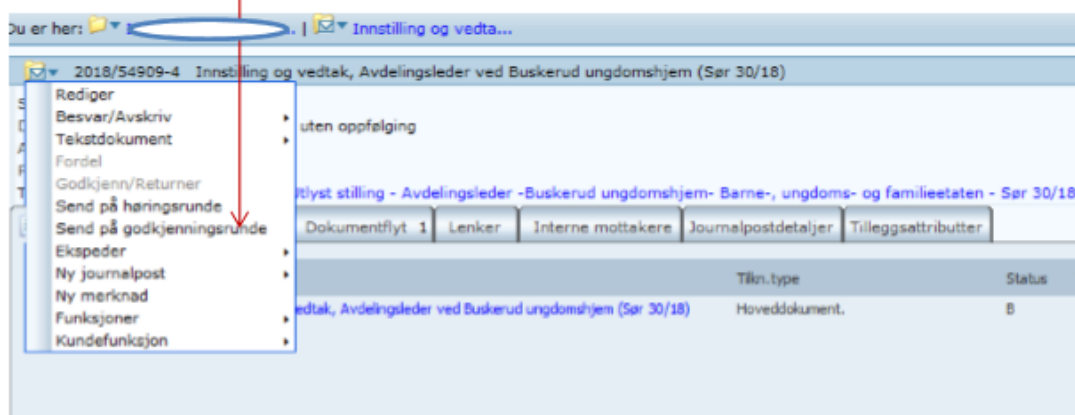 Du er her: | Innstilling og vedta...
2018/54909-4 Innstilling og vedtak, Avdelingsleder ved Buskerud ungdomshjem (Sør 30/18)
Rediger
Besvar/Avskriv
Tekstdokument
uten oppfølging
Fordel
Godkjenn/Returner
tlyst stilling - Avdelingsleder -Buskerud ungdomshjem- Barne-, ungdoms- og familieetaten - Sør 30/18
Send på høringsrunde
Send på godkjenningsrunde
Dokumentflyt 1 Lenker Interne mottakere Journalpostdetaljer Tilleggsattributter
Ekspeder
Ny journalpost
Tilkn.type Status
Ny merknad
Funksjoner
edtak, Avdelingsleder ved Buskerud ungdomshjem (Sør 30/18) Hoveddokument. B
Kundefunksjon